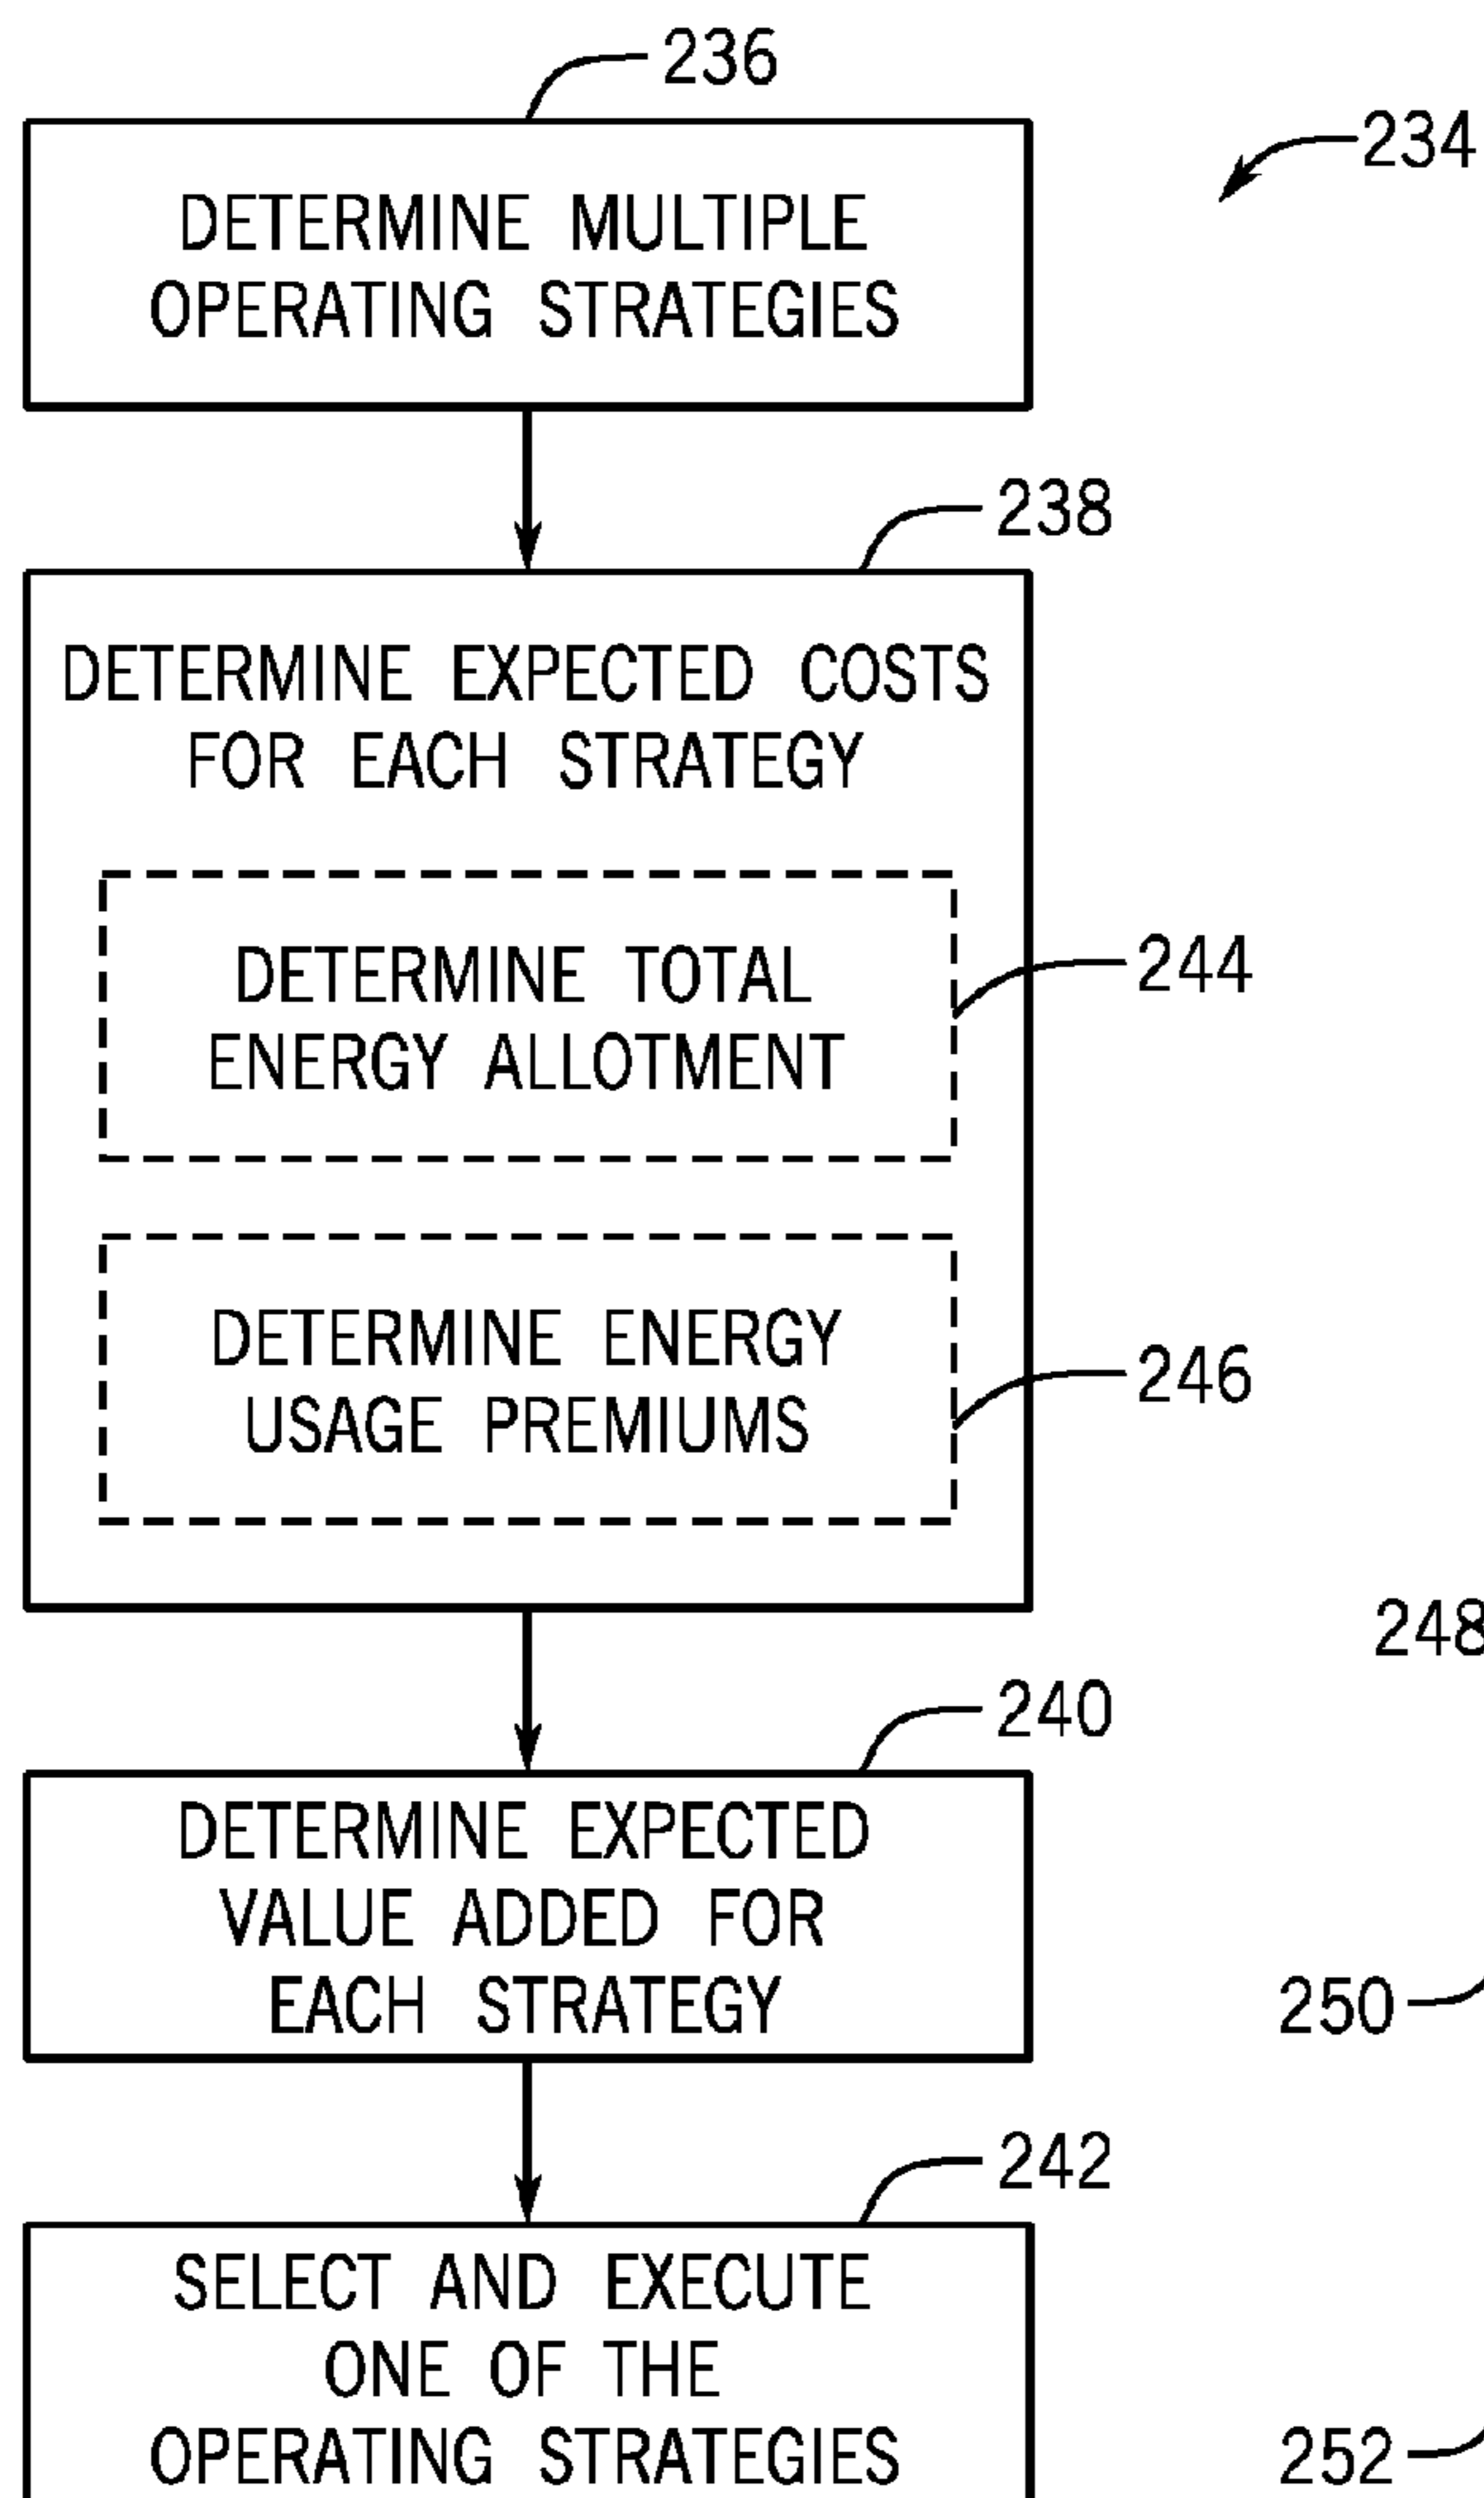 236
234
DETERMINE MULTIPLE
OPERATING STRATEGIES
238
DETERMINE EXPECTED COSTS
FOR EACH STRATEGY
DETERMINE TOTAL
ENERGY ALLOTMENT
244
DETERMINE ENERGY
USAGE PREMIUMS
246
248
240
DETERMINE EXPECTED
VALUE ADDED FOR
EACH STRATEGY
250
242
SELECT AND EXECUTE
ONE OF THE
OPERATING STRATEGIES
252